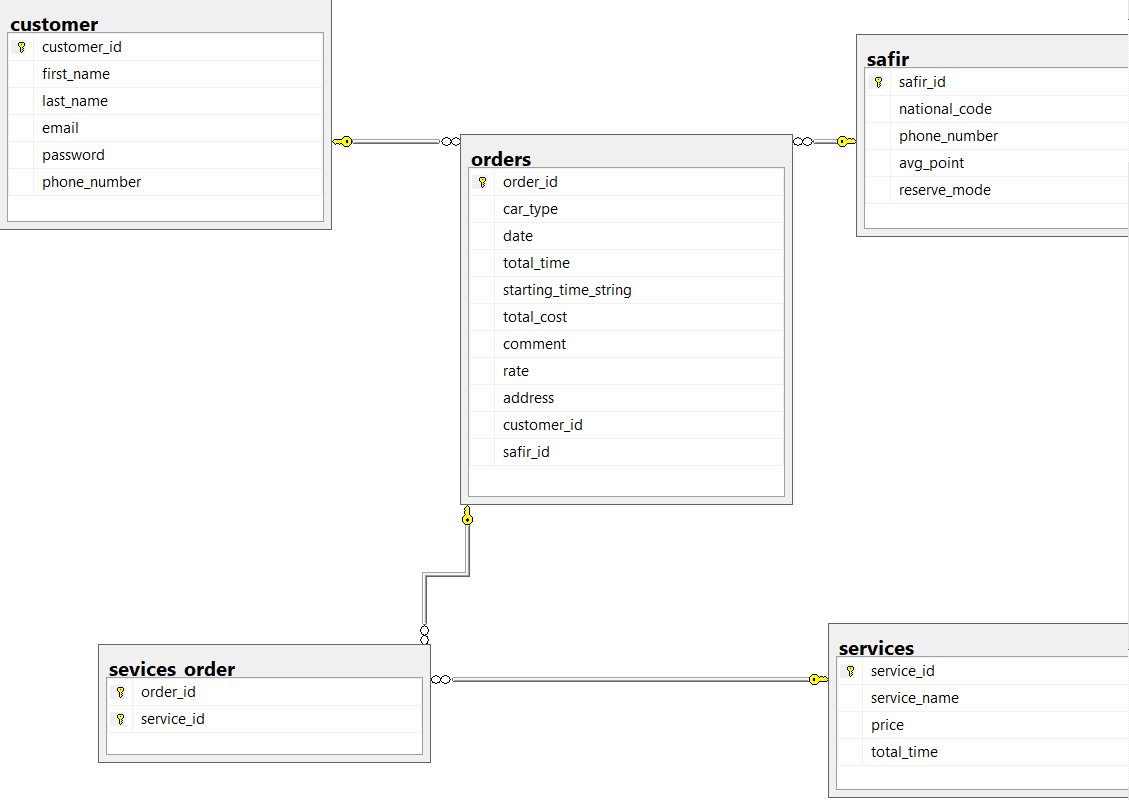 customer
customer_id
first_name
last_name
email
password
phone_number
safir
safir_id
national_code
phone_number
avg_point
reserve_mode
orders
order_id
car_type
date
total_time
starting_time_string
total_cost
comment
rate
address
customer_id
safir_id
sevices_order
order_id
service_id
services
service_id
service_name
price
total_time